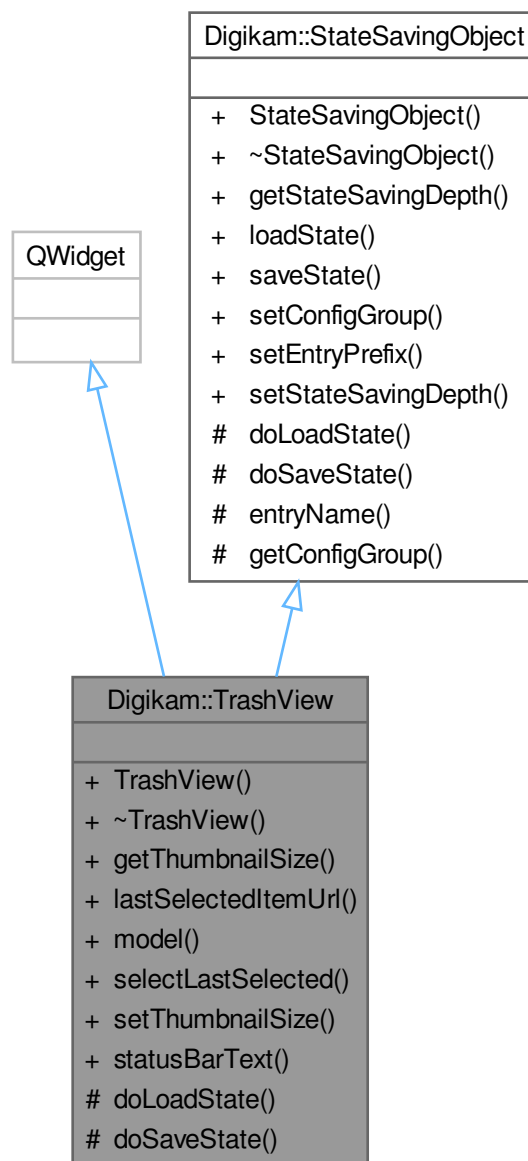 Digikam::StateSavingObject
+ StateSavingObject()
+ ~StateSavingObject()
+ getStateSavingDepth()
+ loadState()
+ saveState()
+ setConfigGroup()
+ setEntryPrefix()
+ setStateSavingDepth()
# doLoadState()
# doSaveState()
# entryName()
# getConfigGroup()
QWidget
Digikam::TrashView
+ TrashView()
+ ~TrashView()
+ getThumbnailSize()
+ lastSelectedItemUrl()
+ model()
+ selectLastSelected()
+ setThumbnailSize()
+ statusBarText()
# doLoadState()
# doSaveState()